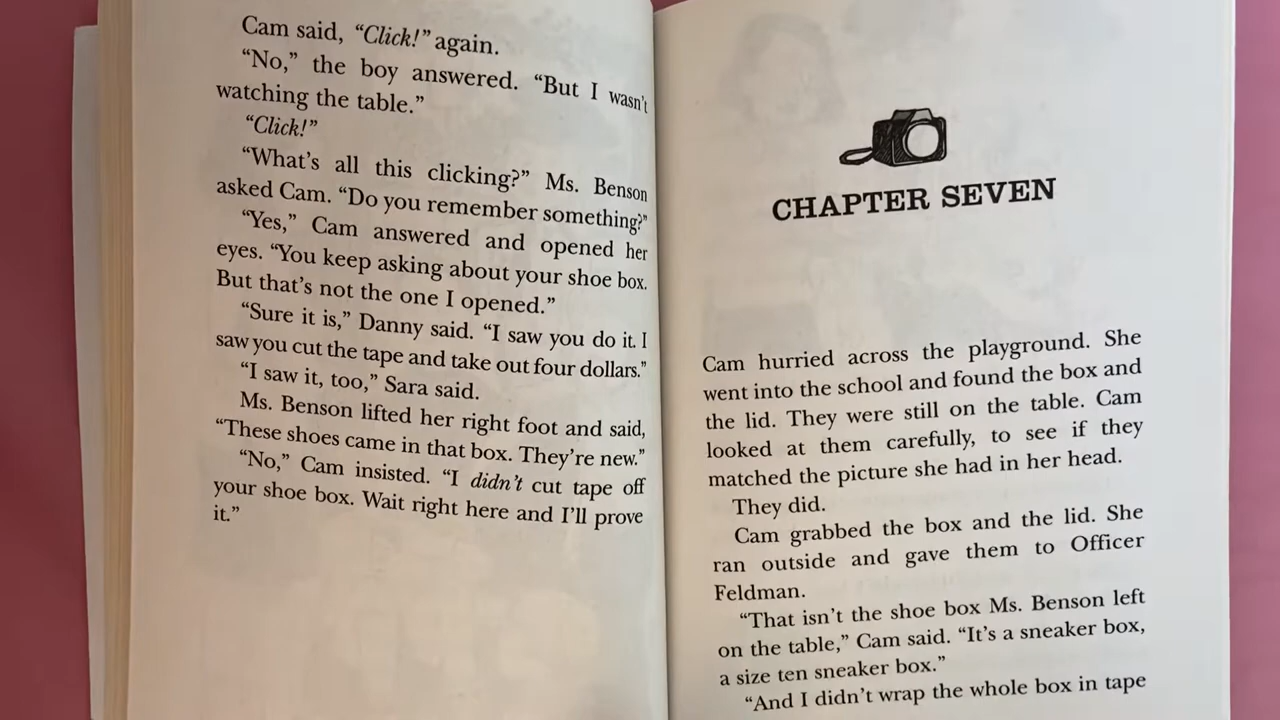 Cam said, “Click!” again.
“No,” the boy answered. “But I wasn’t
watching the table.”
“Click!”
“What’s all this clicking?” Ms. Benson
asked Cam. “Do you remember something?”
“Yes,” Cam answered and opened her
eyes. “You keep asking about your shoe box.
But that’s not the one I opened.”
“Sure it is,” Danny said. “I saw you do it. I
saw you cut the tape and take out four dollars.”
“I saw it, too,” Sara said.
Ms. Benson lifted her right foot and said,
“These shoes came in that box. They’re new.”
“No,” Cam insisted. “I didn’t cut tape off
your shoe box. Wait right here and I’ll prove
it.”
CHAPTER SEVEN
Cam hurried across the playground. She
went into the school and found the box and
the lid. They were still on the table. Cam
looked at them carefully, to see if they
matched the picture she had in her head.
They did.
Cam grabbed the box and the lid. She
ran outside and gave them to Officer
Feldman.
“That isn’t the shoe box Ms. Benson left
on the table,” Cam said. “It’s a sneaker box,
a size ten sneaker box.”
“And I didn’t wrap the whole box in tape